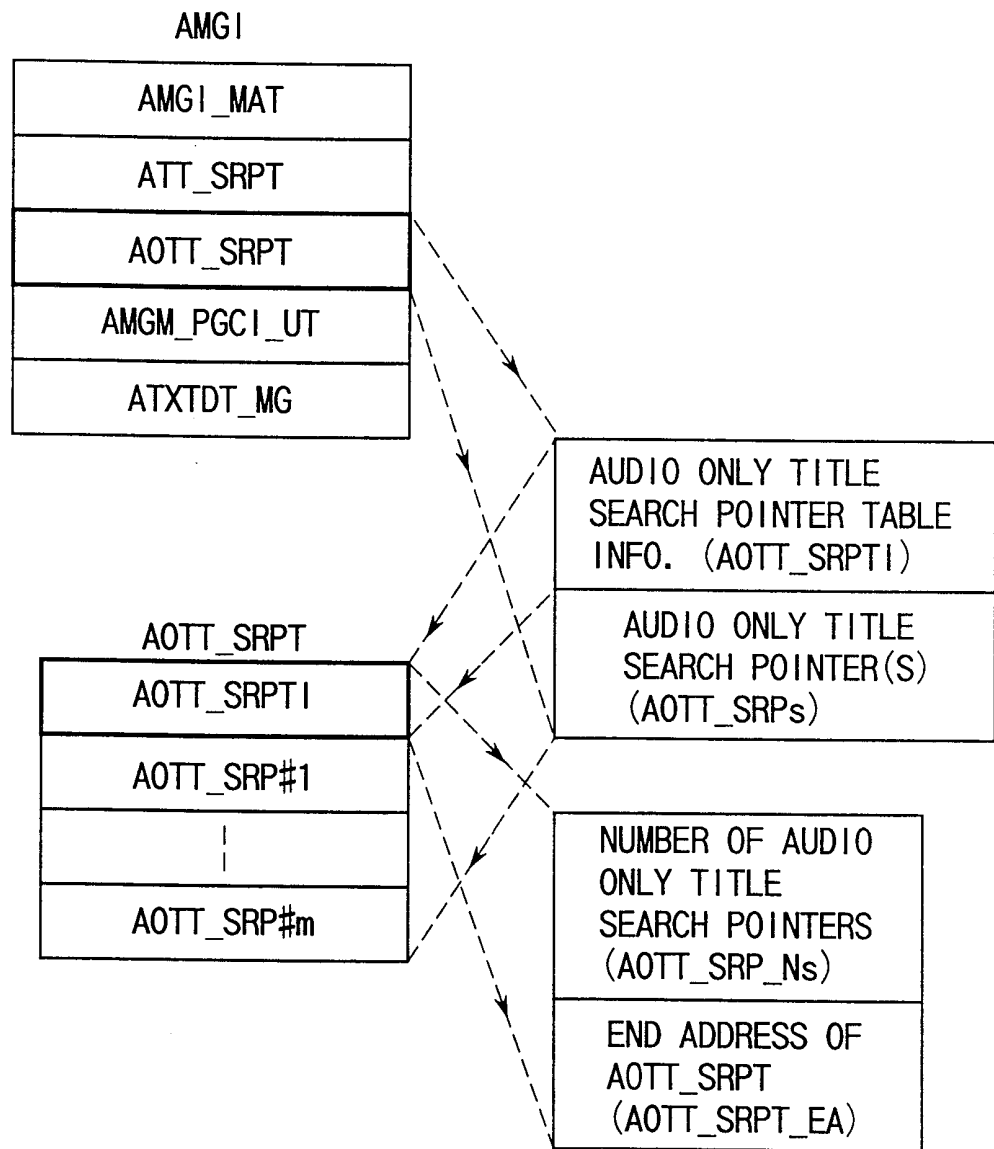 AMGI
AMGI_MAT
ATT_SRPT
AOTT_SRPT
AMGM_PGCI_UT
ATXTDT_MG
AUDIO ONLY TITLE
SEARCH POINTER TABLE
INFO. (AOTT_SRPTI)
AUDIO ONLY TITLE
SEARCH POINTER(S)
(AOTT_SRPs)
AOTT_SRPT
AOTT_SRPTI
AOTT_SRP#1
AOTT_SRP#m
NUMBER OF AUDIO
ONLY TITLE
SEARCH POINTERS
(AOTT_SRP_Ns)
END ADDRESS OF
AOTT_SRPT
(AOTT_SRPT_EA)